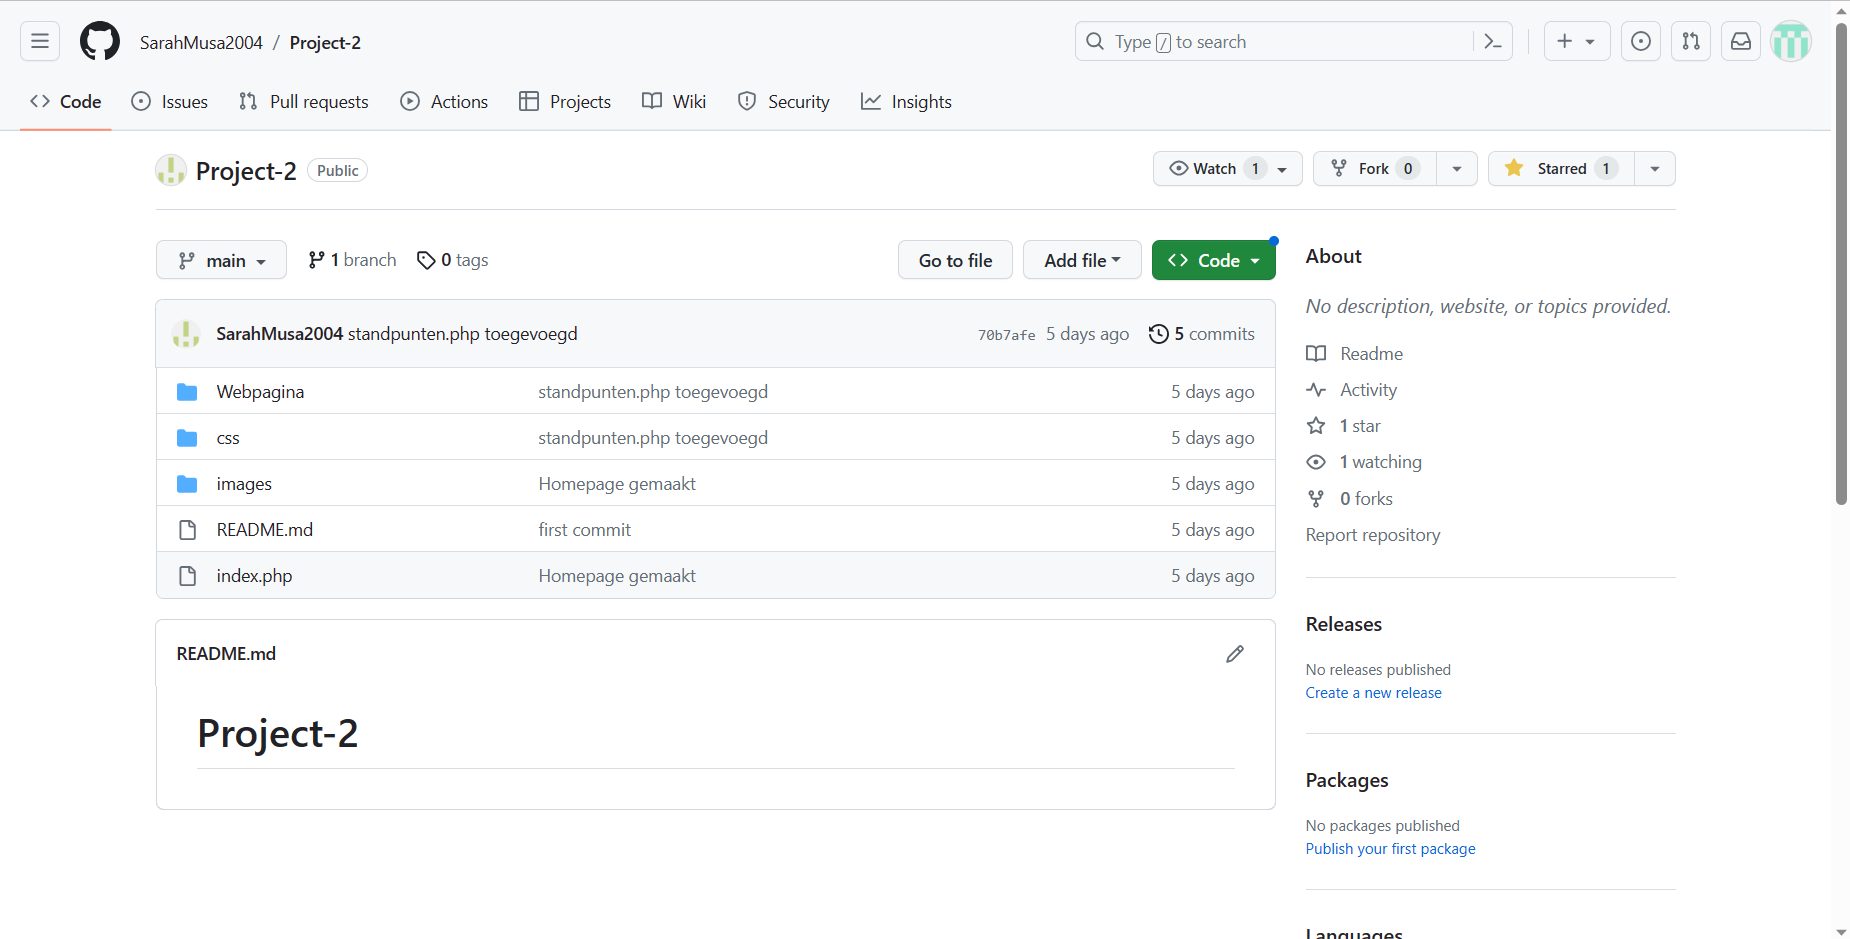 SarahMusa2004 / Project-2
Type / to search
Code Issues Pull requests Actions Projects Wiki Security Insights
Project-2 Public
Watch 1 Fork 0 Starred 1
main 1 branch 0 tags Go to file Add file Code
SarahMusa2004 standpunten.php toegevoegd 70b7afe 5 days ago 5 commits
Webpagina standpunten.php toegevoegd 5 days ago
css standpunten.php toegevoegd 5 days ago
images Homepage gemaakt 5 days ago
README.md first commit 5 days ago
index.php Homepage gemaakt 5 days ago
README.md
Project-2
About
No description, website, or topics provided.
Readme
Activity
1 star
1 watching
0 forks
Report repository
Releases
No releases published
Create a new release
Packages
No packages published
Publish your first package
Languages